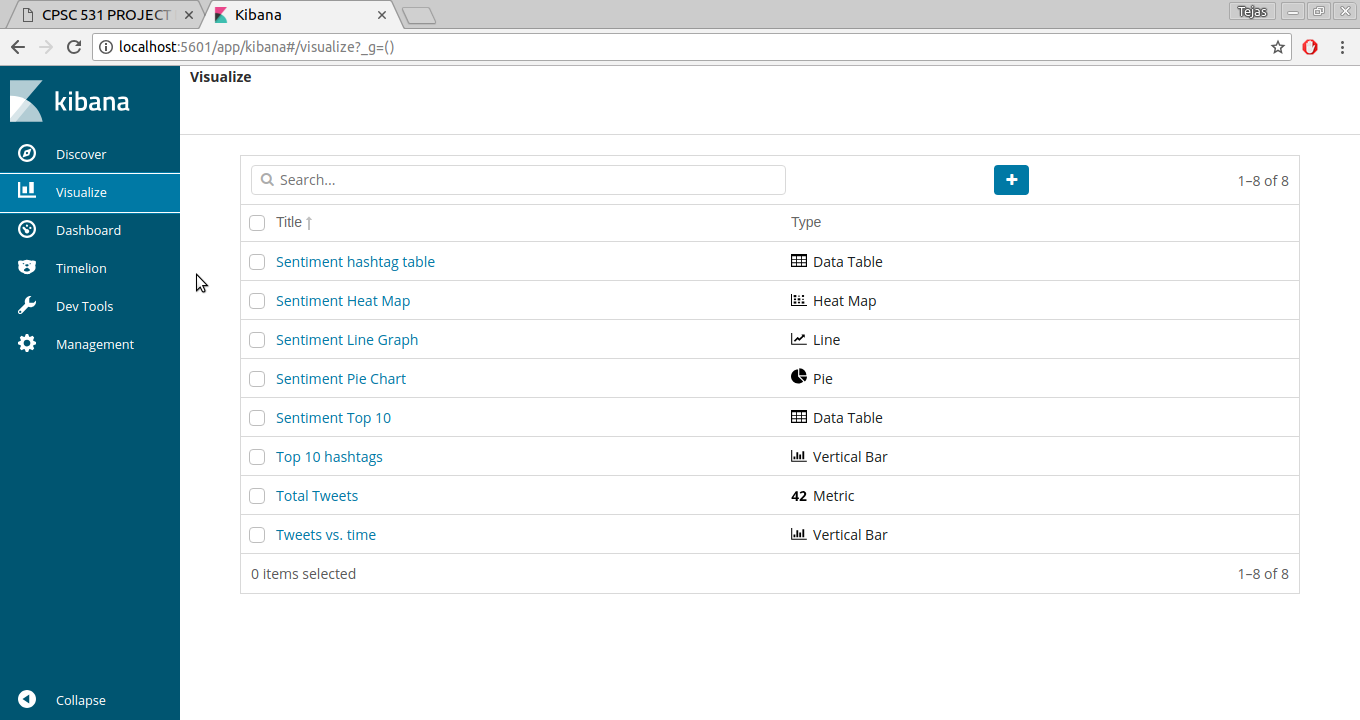 CPSC 531 PROJECT
Kibana
Tejas
localhost:5601/app/kibana#/visualize?_g=()
kibana
Discover
Visualize
Dashboard
Timelion
Dev Tools
Management
Collapse
Visualize
Search...
1–8 of 8
Title Type
Sentiment hashtag table Data Table
Sentiment Heat Map Heat Map
Sentiment Line Graph Line
Sentiment Pie Chart Pie
Sentiment Top 10 Data Table
Top 10 hashtags Vertical Bar
Total Tweets 42 Metric
Tweets vs. time Vertical Bar
0 items selected 1–8 of 8